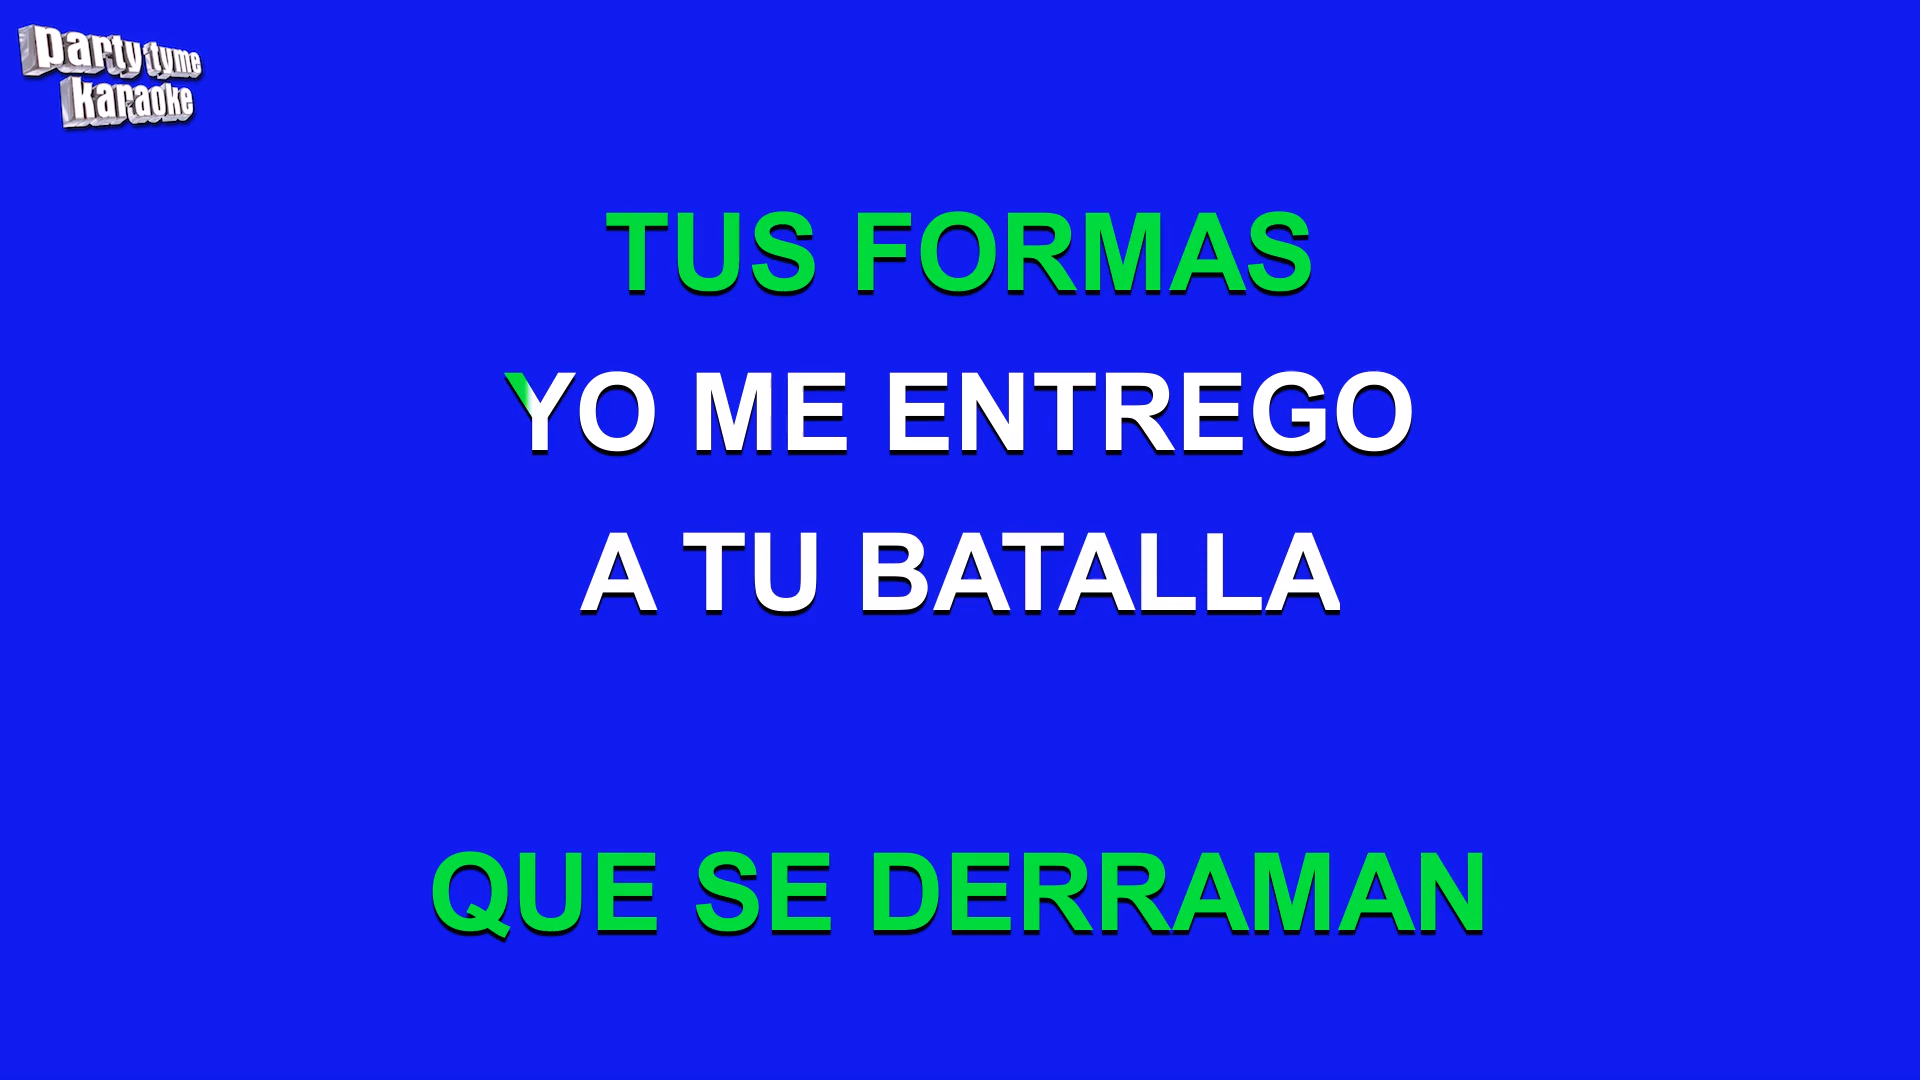 party tyme
karaoke
TUS FORMAS
YO ME ENTREGO
A TU BATALLA
QUE SE DERRAMAN